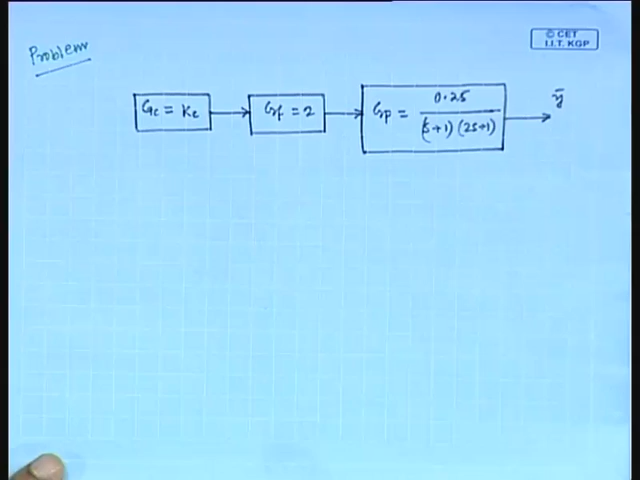 Problem
© CET
I.I.T. KGP
Gc = Kc
Gf = 2
Gp = 0.25 / (s+1) (2s+1)
ȳ